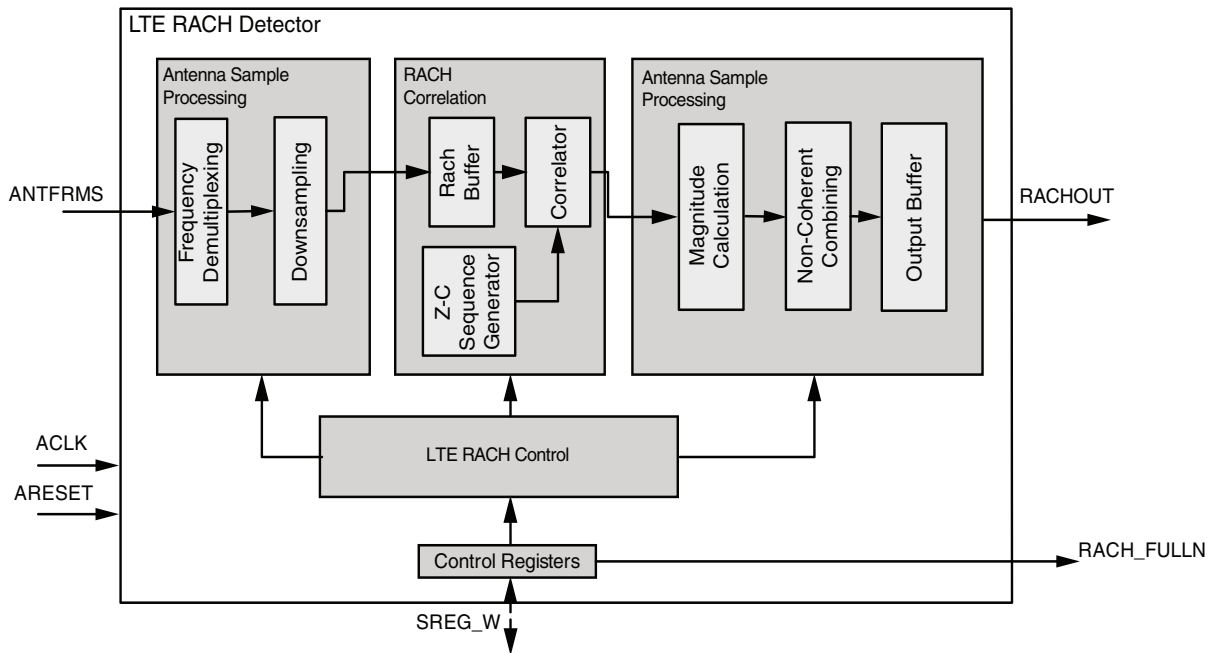 LTE RACH Detector
Antenna Sample
Processing
Frequency
Demultiplexing
Downsampling
RACH
Correlation
Rach
Buffer
Correlator
Z-C
Sequence
Generator
Antenna Sample
Processing
Magnitude
Calculation
Non-Coherent
Combining
Output Buffer
ANTFRMS
RACHOUT
LTE RACH Control
ACLK
ARESET
Control Registers
RACH_FULLN
SREG_W